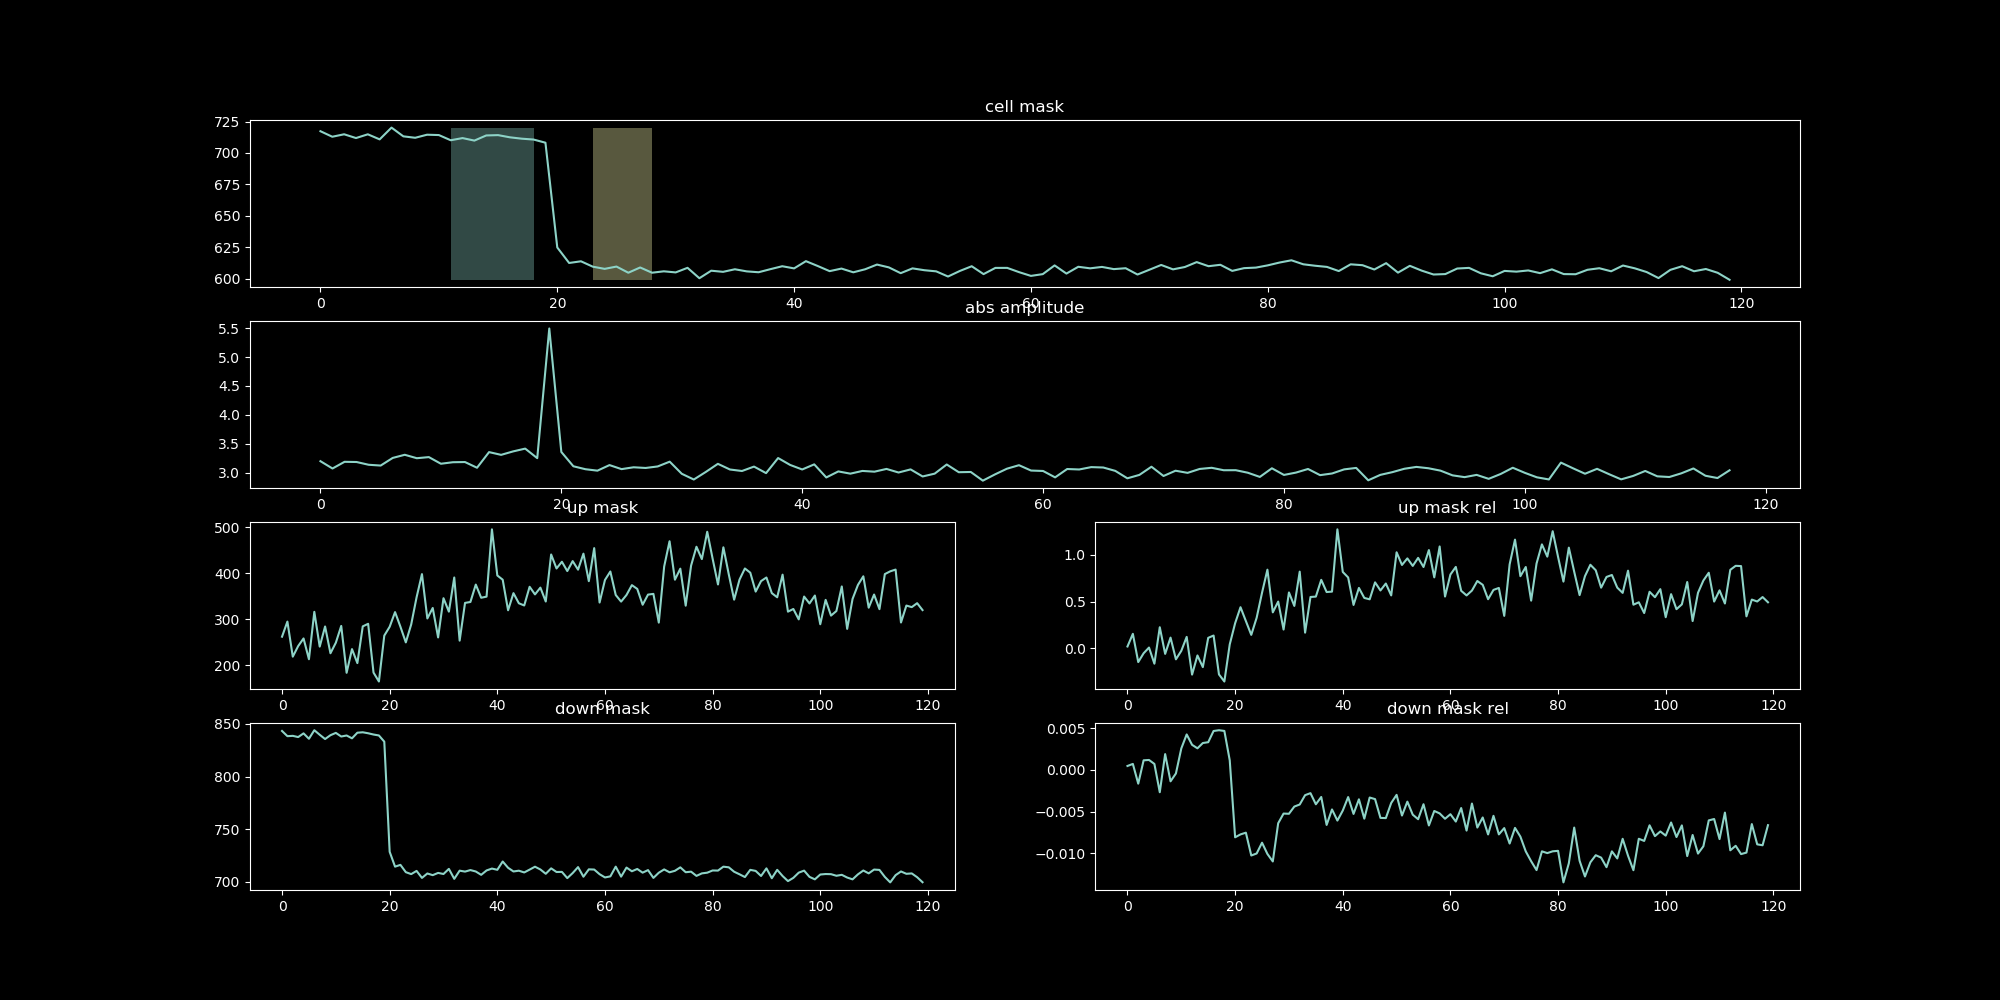 cell mask
725
700
675
650
625
600
0 20 40 60 80 100 120
abs amplitude
5.5
5.0
4.5
4.0
3.5
3.0
0 20 40 60 80 100 120
up mask
500
400
300
200
0 20 40 60 80 100 120
up mask rel
1.0
0.5
0.0
0 20 40 60 80 100 120
down mask
850
800
750
700
0 20 40 60 80 100 120
down mask rel
0.005
0.000
−0.005
−0.010
0 20 40 60 80 100 120